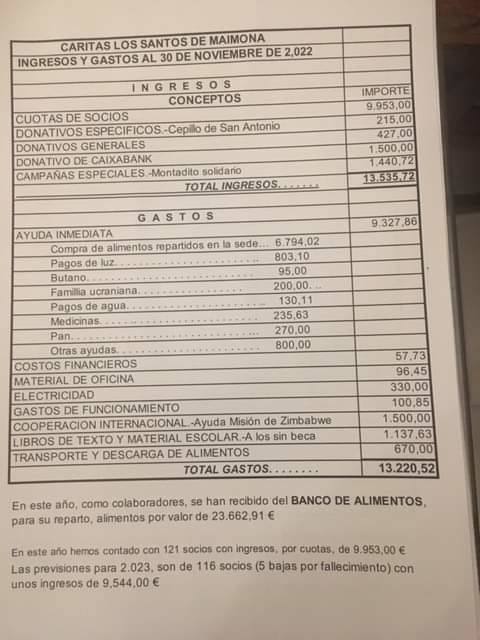 CARITAS LOS SANTOS DE MAIMONA
INGRESOS Y GASTOS AL 30 DE NOVIEMBRE DE 2,022
I N G R E S O S
CONCEPTOS IMPORTE
CUOTAS DE SOCIOS 9.953,00
DONATIVOS ESPECIFICOS.-Cepillo de San Antonio 215,00
DONATIVOS GENERALES 427,00
DONATIVO DE CAIXABANK 1.500,00
CAMPAÑAS ESPECIALES.-Montadito solidario 1.440,72
TOTAL INGRESOS....... 13.535,72
G A S T O S
AYUDA INMEDIATA 9.327,86
Compra de alimentos repartidos en la sede... 6.794,02
Pagos de luz....................... 803,10
Butano............................ 95,00
Famillia ucraniana................. 200,00...
Pagos de agua..................... 130,11
Medicinas......................... 235,63
Pan............................... 270,00
Otras ayudas...................... 800,00
COSTOS FINANCIEROS 57,73
MATERIAL DE OFICINA 96,45
ELECTRICIDAD 330,00
GASTOS DE FUNCIONAMIENTO 100,85
COOPERACION INTERNACIONAL.-Ayuda Misión de Zimbabwe 1.500,00
LIBROS DE TEXTO Y MATERIAL ESCOLAR.-A los sin beca 1.137,63
TRANSPORTE Y DESCARGA DE ALIMENTOS 670,00
TOTAL GASTOS........ 13.220,52
En este año, como colaboradores, se han recibido del BANCO DE ALIMENTOS,
para su reparto, alimentos por valor de 23.662,91 €
En este año hemos contado con 121 socios con ingresos, por cuotas, de 9.953,00 €
Las previsiones para 2.023, son de 116 socios (5 bajas por fallecimiento) con
unos ingresos de 9,544,00 €